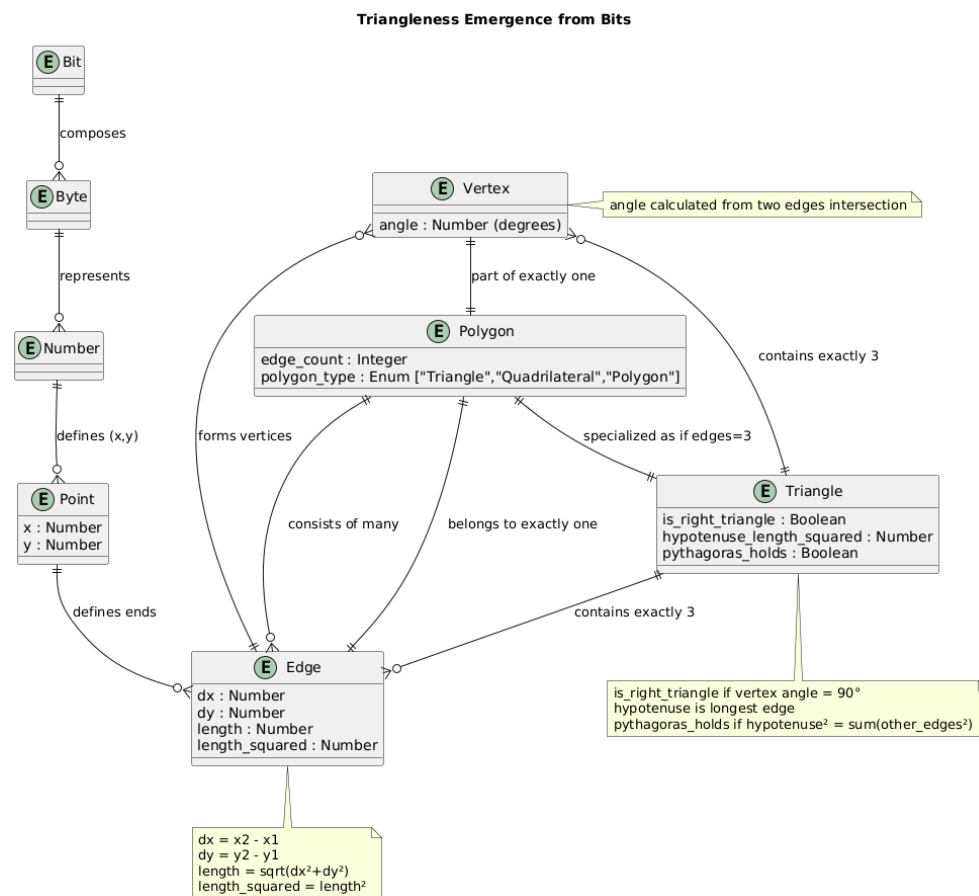 Triangleness Emergence from Bits
E Bit
composes
E Byte
represents
E Number
defines (x,y)
E Point
x : Number
y : Number
defines ends
E Vertex
angle : Number (degrees)
angle calculated from two edges intersection
part of exactly one
E Polygon
edge_count : Integer
polygon_type : Enum ["Triangle","Quadrilateral","Polygon"]
contains exactly 3
forms vertices
specialized as if edges=3
consists of many
belongs to exactly one
E Triangle
is_right_triangle : Boolean
hypotenuse_length_squared : Number
pythagoras_holds : Boolean
contains exactly 3
E Edge
dx : Number
dy : Number
length : Number
length_squared : Number
is_right_triangle if vertex angle = 90°
hypotenuse is longest edge
pythagoras_holds if hypotenuse² = sum(other_edges²)
dx = x2 - x1
dy = y2 - y1
length = sqrt(dx²+dy²)
length_squared = length²